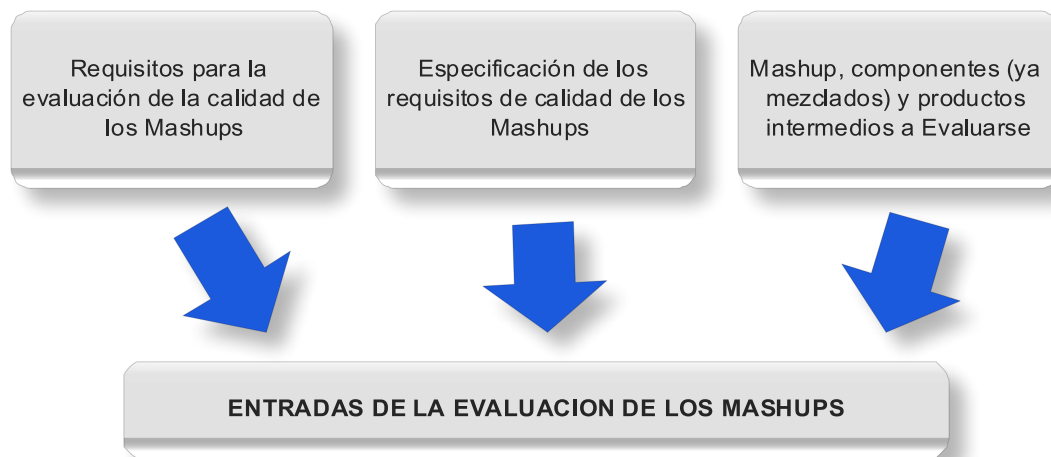 Requisitos para la
evaluación de la calidad de
los Mashups
Especificación de los
requisitos de calidad de los
Mashups
Mashup, componentes (ya
mezclados) y productos
intermedios a Evaluarse
ENTRADAS DE LA EVALUACION DE LOS MASHUPS